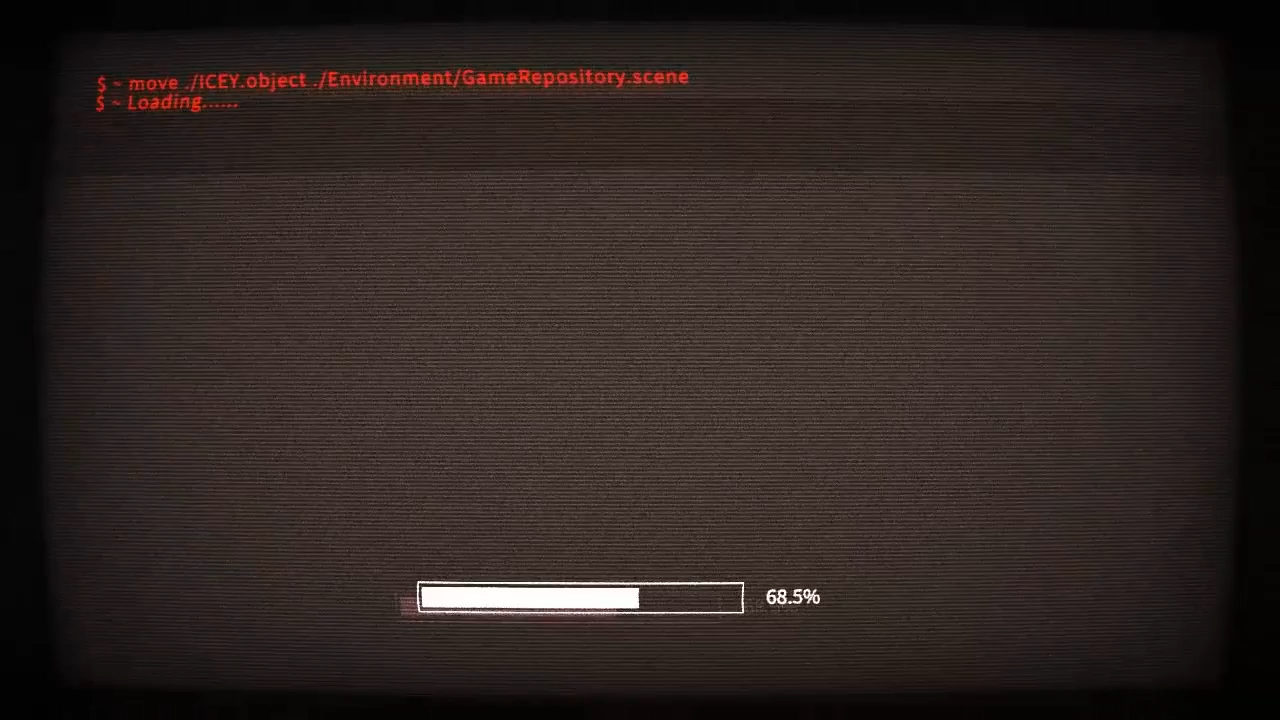 $ ~ move ./ICEY.object ./Environment/GameRepository.scene
$ ~ Loading......
68.5%